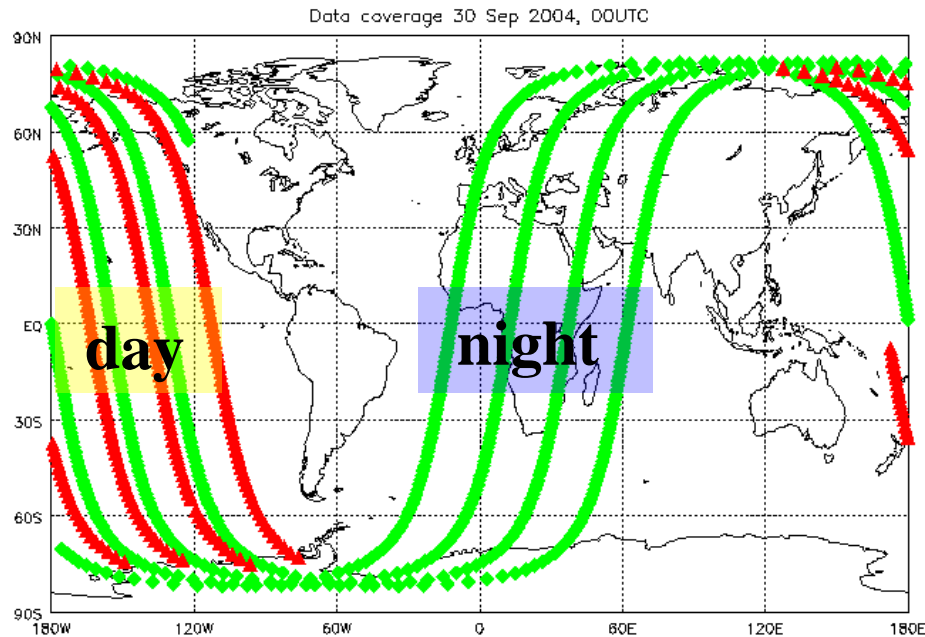 Data coverage 30 Sep 2004, 00UTC
90N
60N
30N
EQ
30S
60S
90S
day
night
180W 120W 60W 0 60E 120E 180E